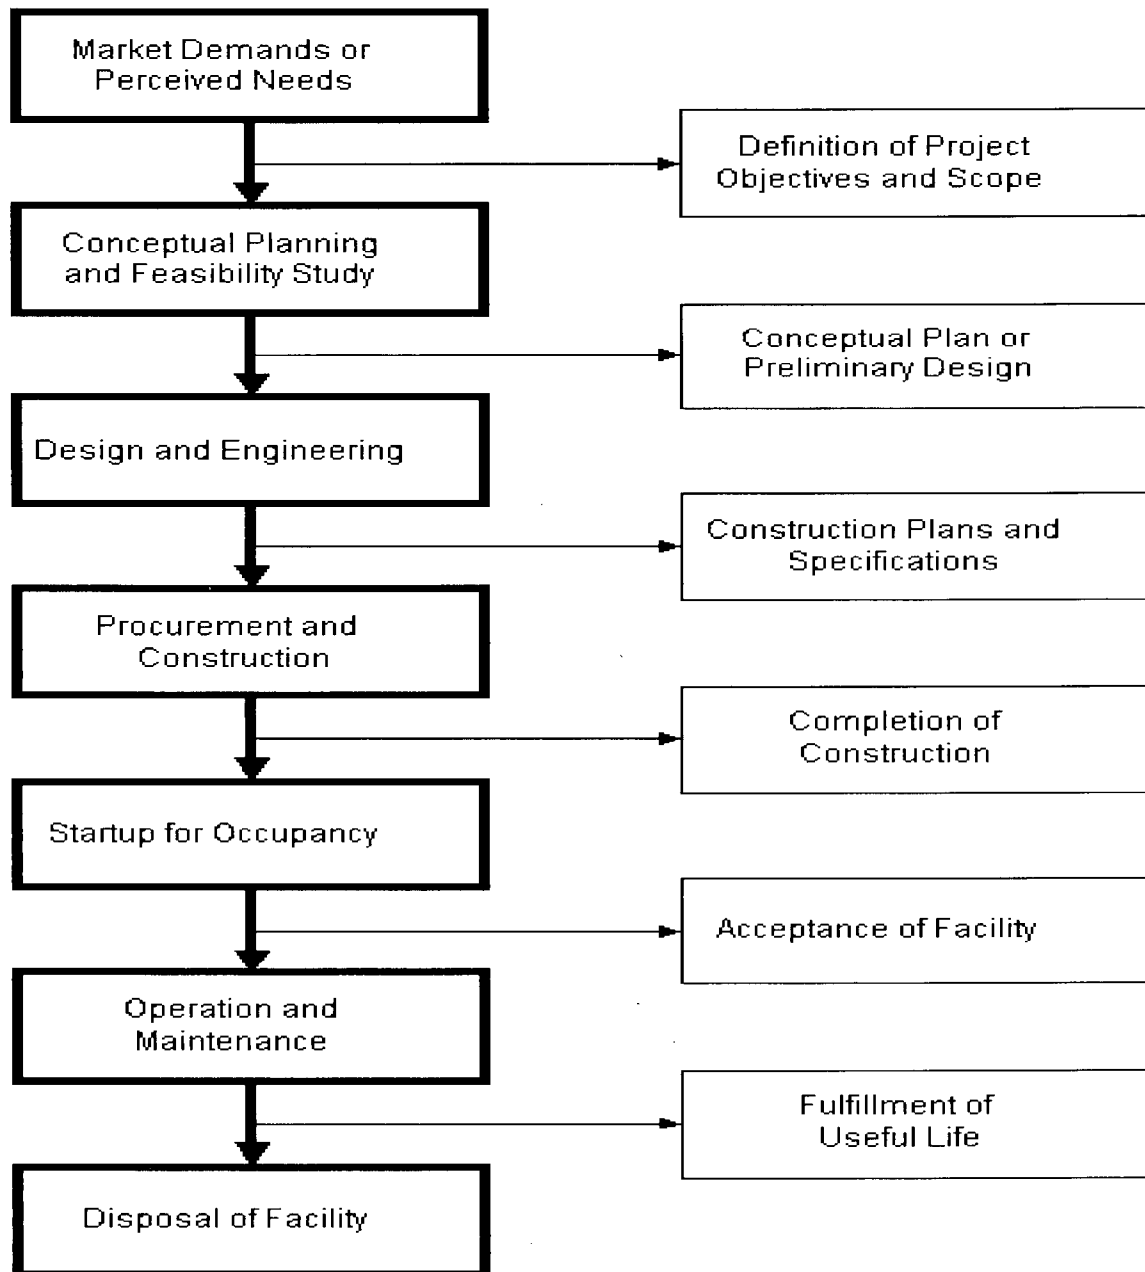 Market Demands or
Perceived Needs
Definition of Project
Objectives and Scope
Conceptual Planning
and Feasibility Study
Conceptual Plan or
Preliminary Design
Design and Engineering
Construction Plans and
Specifications
Procurement and
Construction
Completion of
Construction
Startup for Occupancy
Acceptance of Facility
Operation and
Maintenance
Fulfillment of
Useful Life
Disposal of Facility